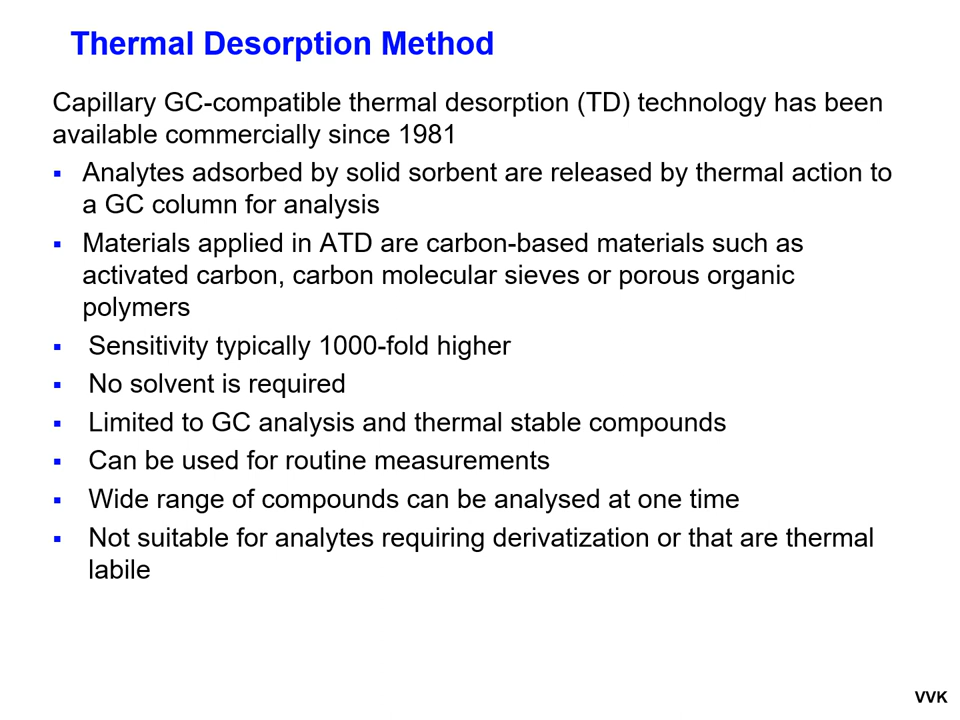 Thermal Desorption Method
Capillary GC-compatible thermal desorption (TD) technology has been
available commercially since 1981
▪ Analytes adsorbed by solid sorbent are released by thermal action to
a GC column for analysis
▪ Materials applied in ATD are carbon-based materials such as
activated carbon, carbon molecular sieves or porous organic
polymers
▪ Sensitivity typically 1000-fold higher
▪ No solvent is required
▪ Limited to GC analysis and thermal stable compounds
▪ Can be used for routine measurements
▪ Wide range of compounds can be analysed at one time
▪ Not suitable for analytes requiring derivatization or that are thermal
labile
VVK